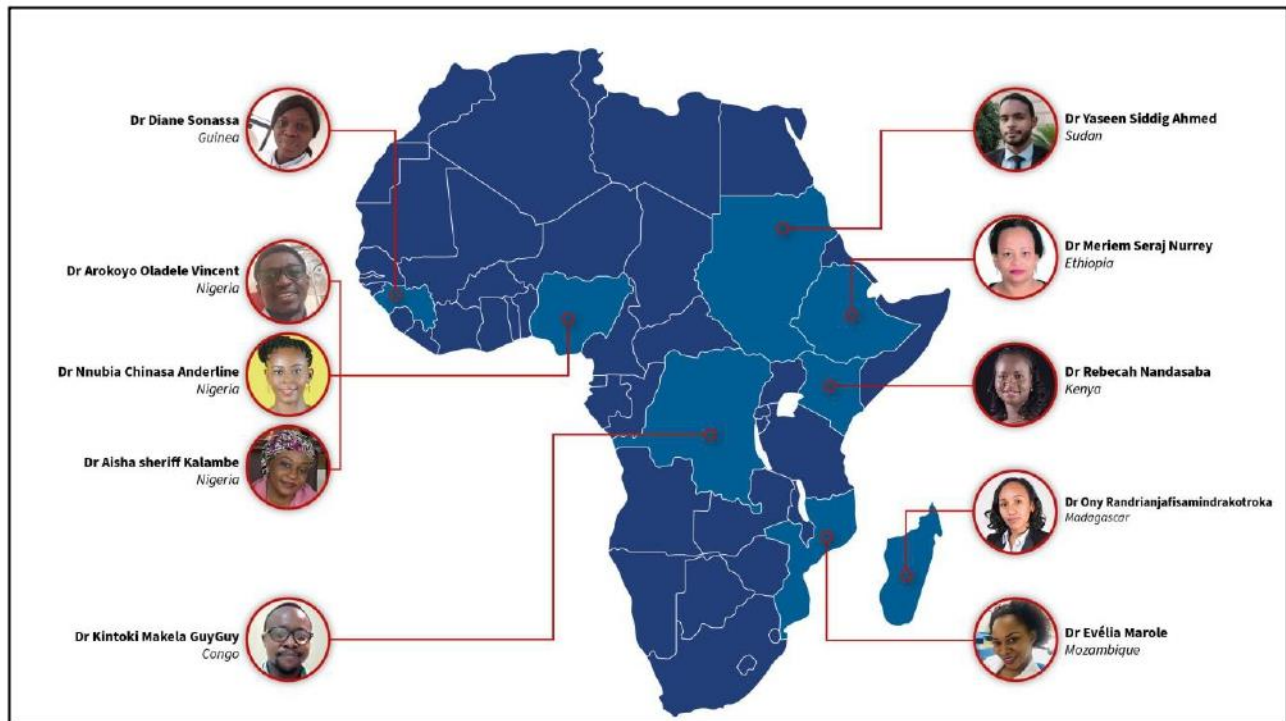 Dr Diane Sonassa
Guinea
Dr Arokoyo Oladele Vincent
Nigeria
Dr Nnubia Chinasa Anderline
Nigeria
Dr Aisha sheriff Kalambe
Nigeria
Dr Kintoki Makela GuyGuy
Congo
Dr Yaseen Siddig Ahmed
Sudan
Dr Meriem Seraj Nurrey
Ethiopia
Dr Rebecah Nandasaba
Kenya
Dr Ony Randrianjafisamindrakotroka
Madagascar
Dr Evélia Marole
Mozambique